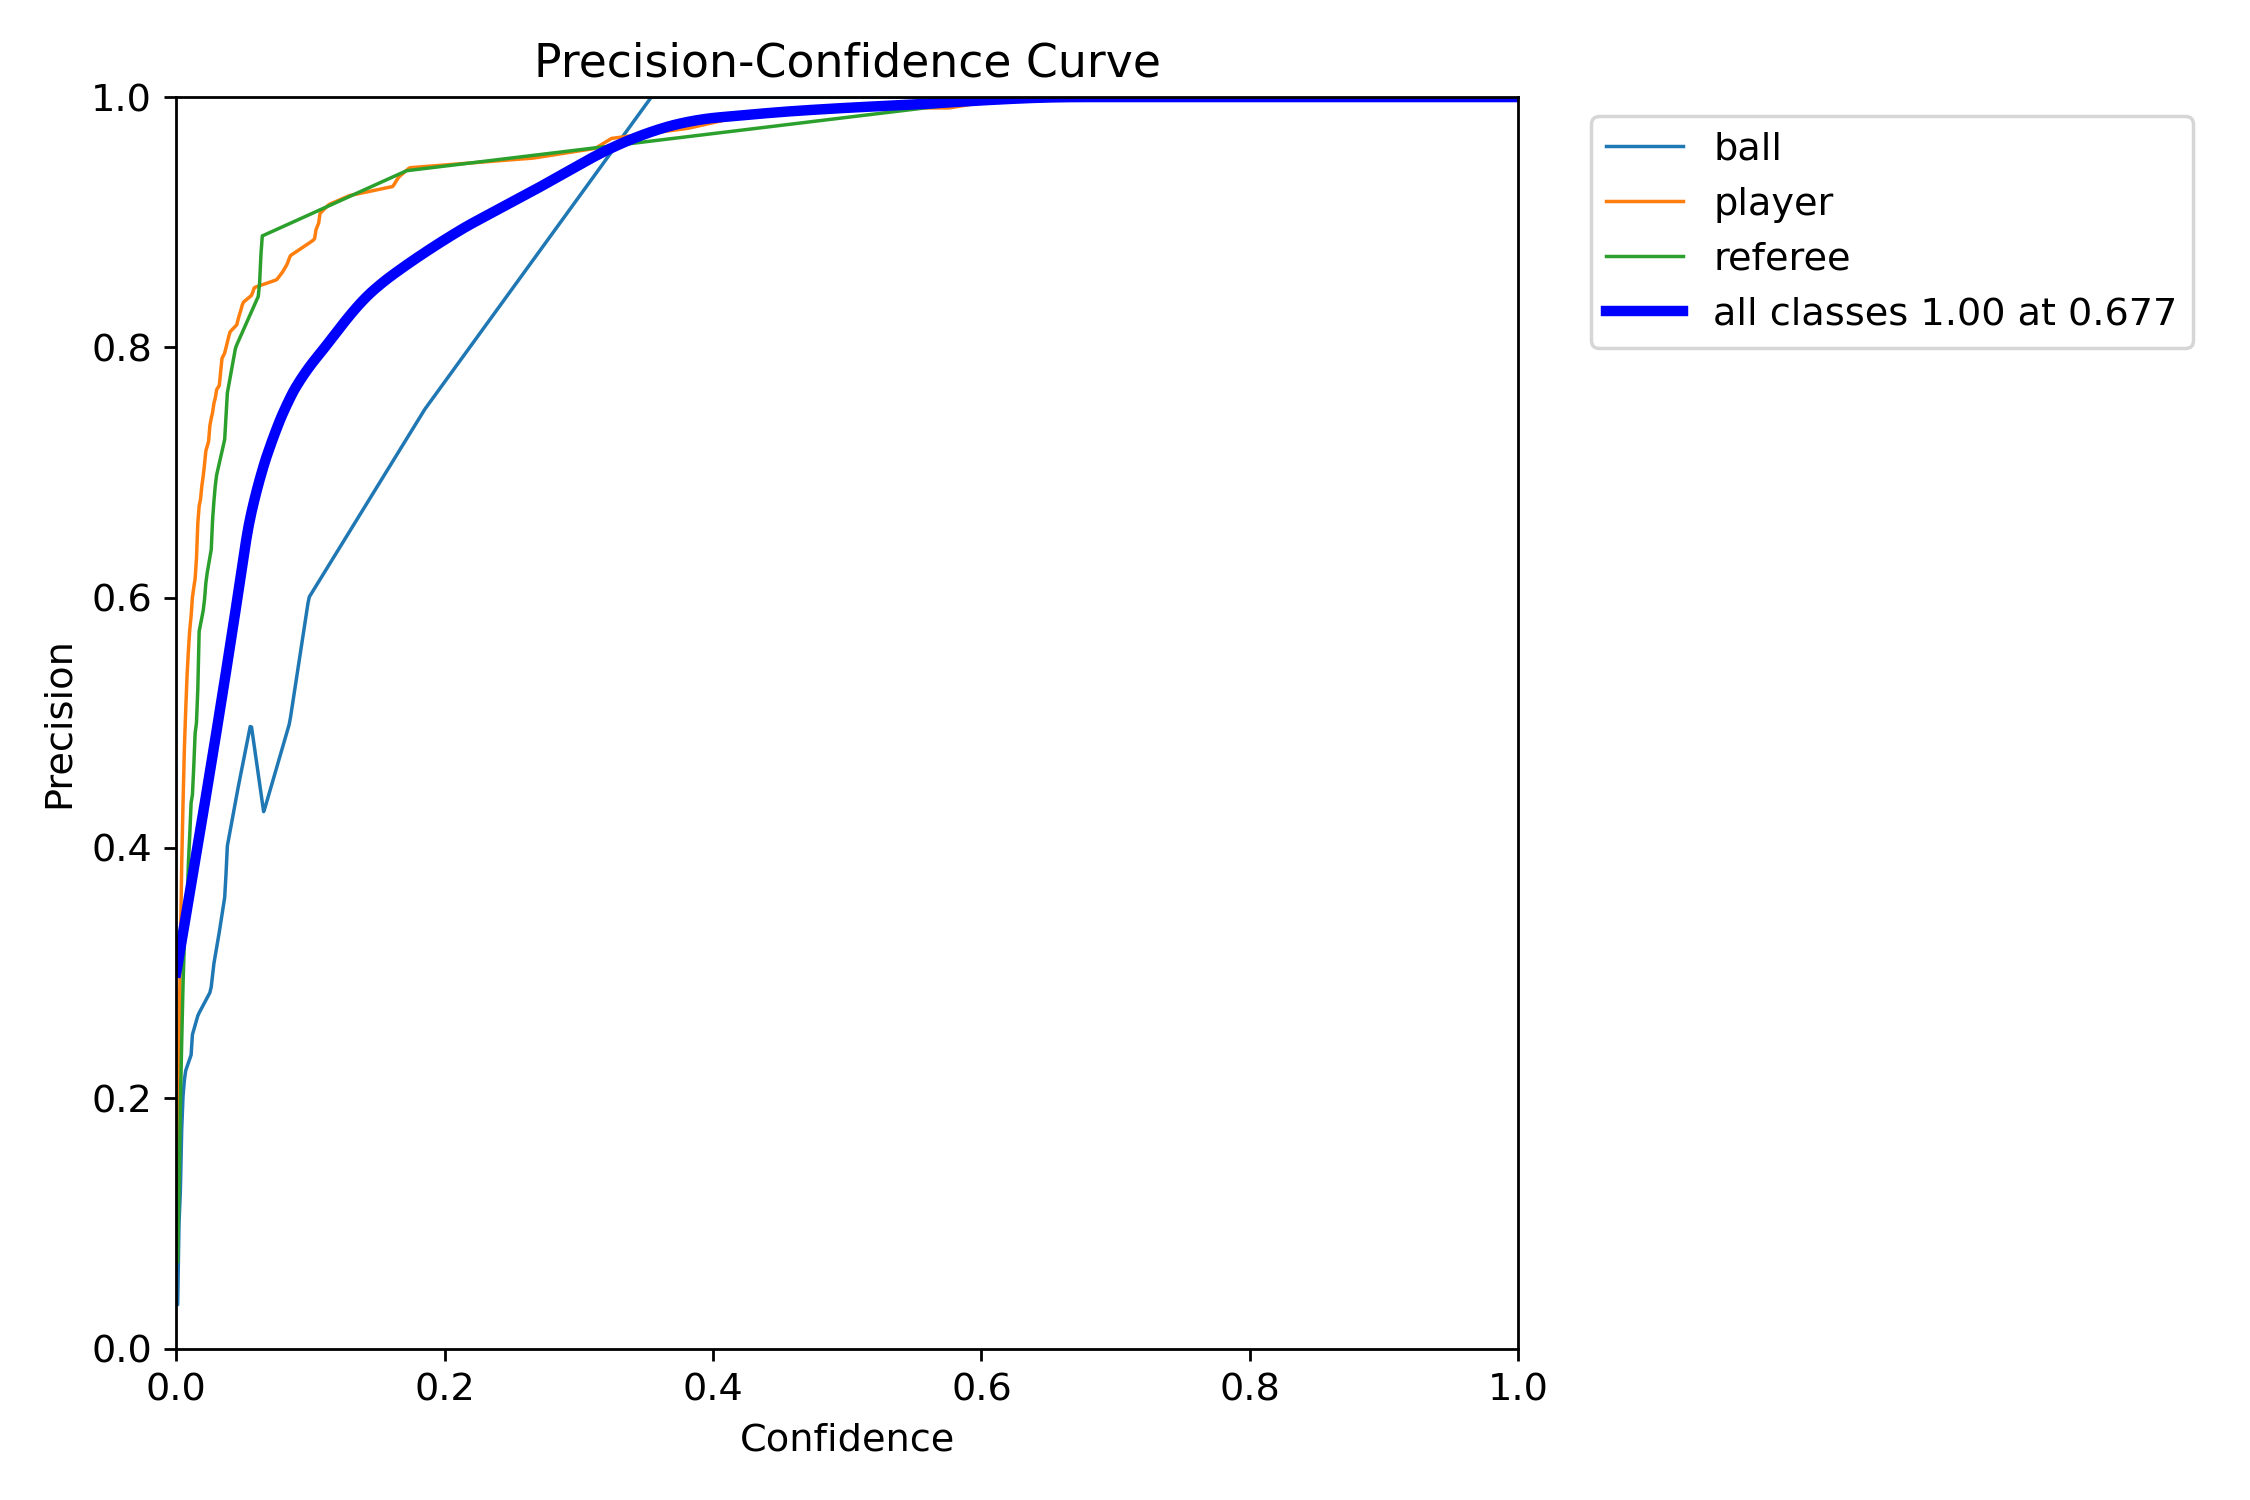 Precision-Confidence Curve
1.0
0.8
0.6
0.4
0.2
0.0
Precision
0.0 0.2 0.4 0.6 0.8 1.0
Confidence
ball
player
referee
all classes 1.00 at 0.677